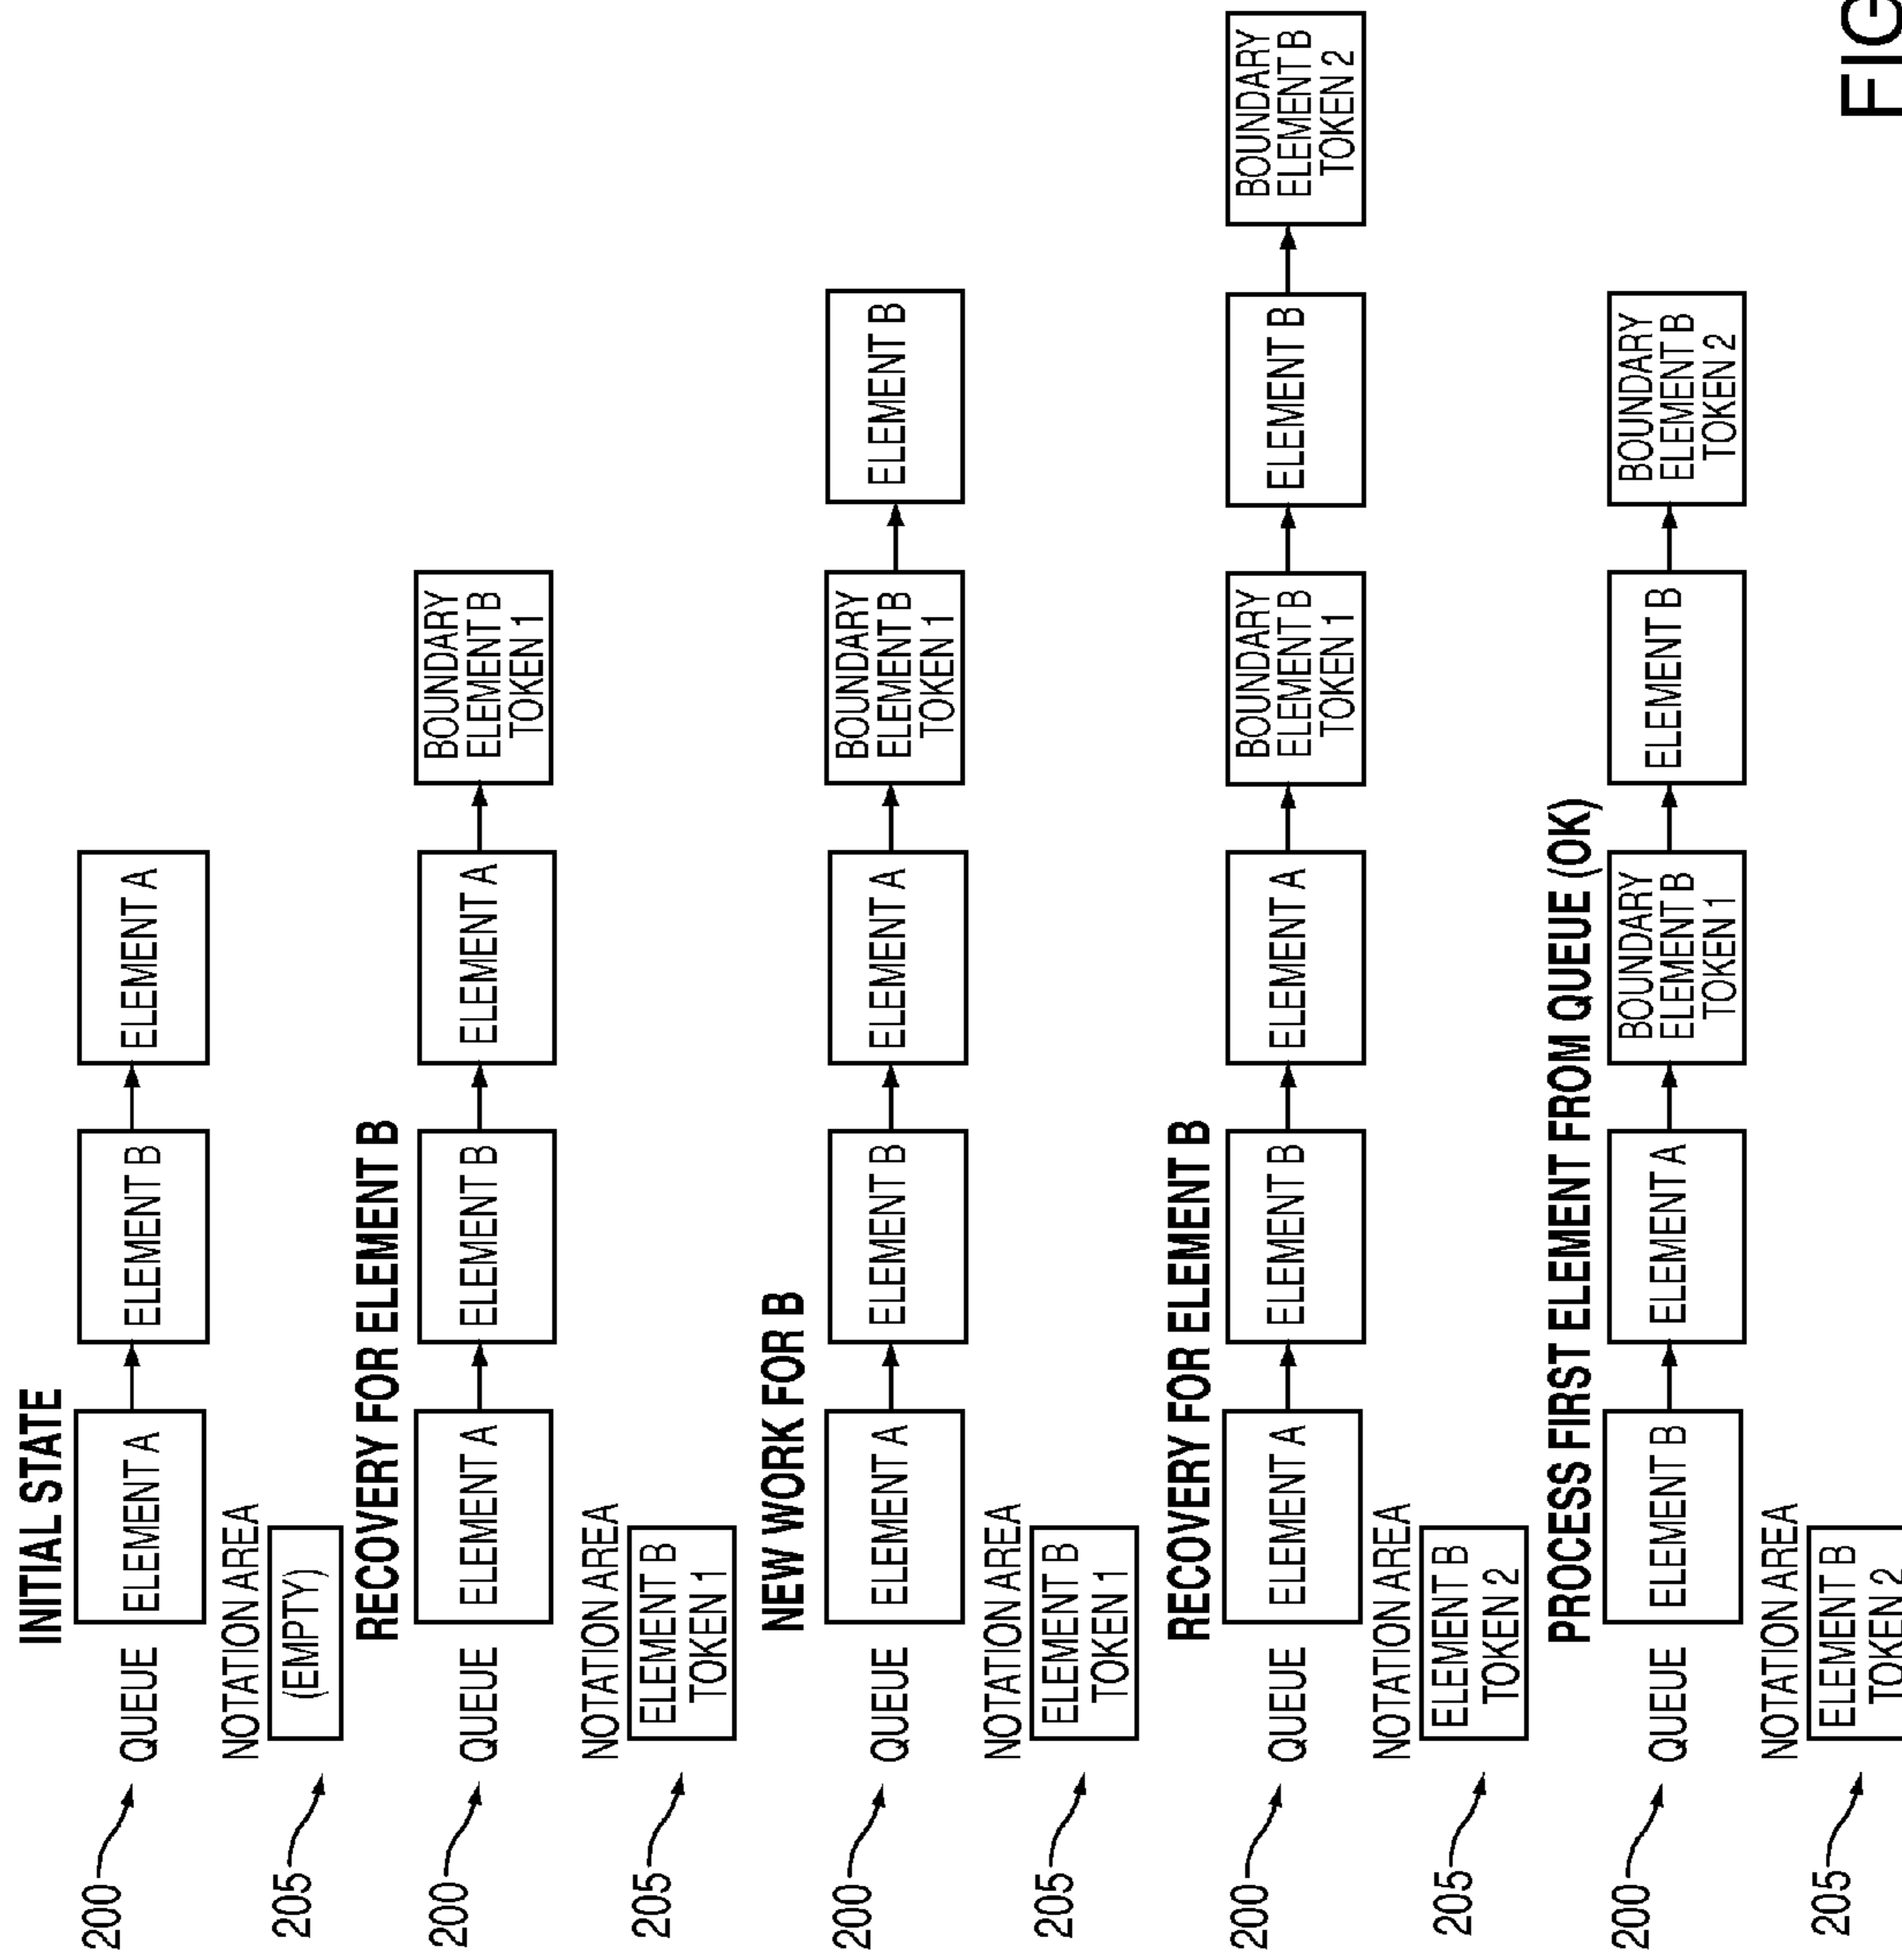 INITIAL STATE
200
QUEUE
ELEMENT A
ELEMENT B
ELEMENT A
205
NOTATION AREA
(EMPTY)
RECOVERY FOR ELEMENT B
200
QUEUE
ELEMENT A
ELEMENT B
ELEMENT A
BOUNDARY
ELEMENT B
TOKEN 1
205
NOTATION AREA
ELEMENT B
TOKEN 1
NEW WORK FOR B
200
QUEUE
ELEMENT A
ELEMENT B
ELEMENT A
BOUNDARY
ELEMENT B
TOKEN 1
ELEMENT B
205
NOTATION AREA
ELEMENT B
TOKEN 1
RECOVERY FOR ELEMENT B
200
QUEUE
ELEMENT A
ELEMENT B
ELEMENT A
BOUNDARY
ELEMENT B
TOKEN 1
ELEMENT B
BOUNDARY
ELEMENT B
TOKEN 2
205
NOTATION AREA
ELEMENT B
TOKEN 2
PROCESS FIRST ELEMENT FROM QUEUE (OK)
200
QUEUE
ELEMENT B
ELEMENT A
BOUNDARY
ELEMENT B
TOKEN 1
ELEMENT B
BOUNDARY
ELEMENT B
TOKEN 2
205
NOTATION AREA
ELEMENT B
TOKEN 2
FIG